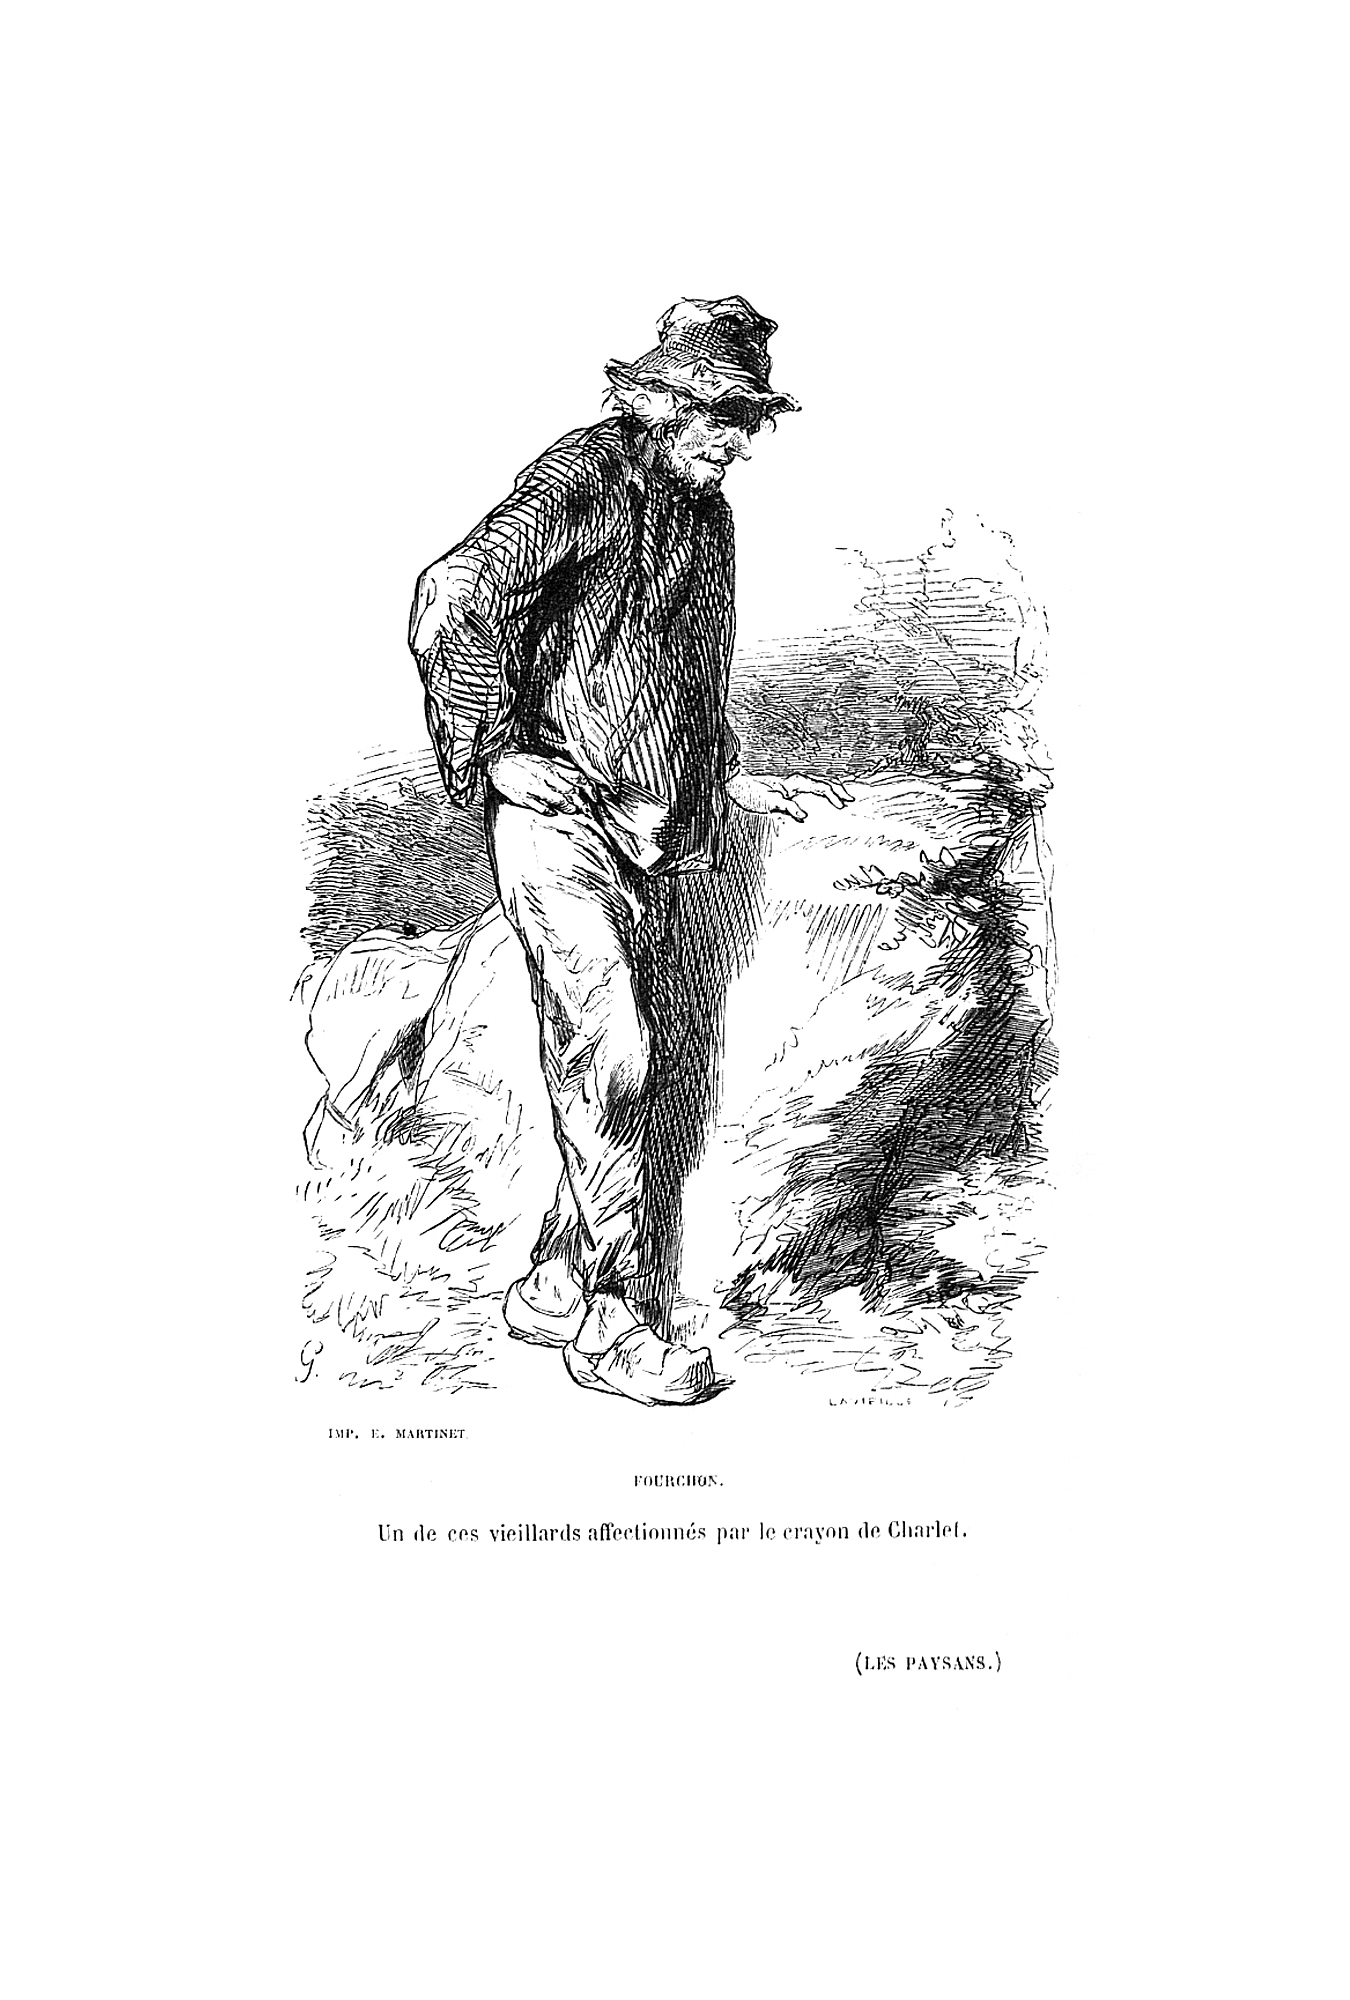 G.
IMP. E. MARTINET.
FOURCHON.
Un de ces vieillards affectionnés par le crayon de Charlet.
(LES PAYSANS.)